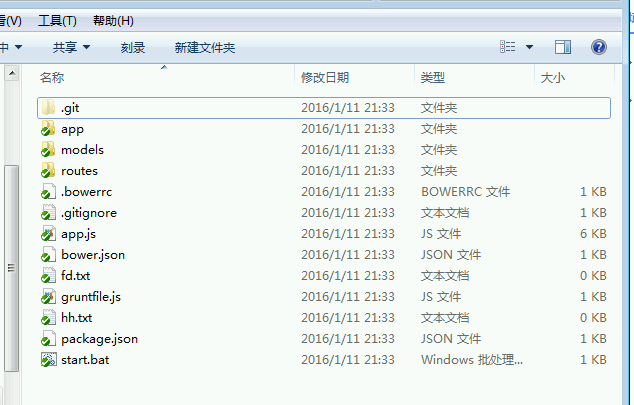 看(V) 工具(T) 帮助(H)
中 共享 刻录 新建文件夹
名称 修改日期 类型 大小
.git 2016/1/11 21:33 文件夹
app 2016/1/11 21:33 文件夹
models 2016/1/11 21:33 文件夹
routes 2016/1/11 21:33 文件夹
.bowerrc 2016/1/11 21:33 BOWERRC 文件 1 KB
.gitignore 2016/1/11 21:33 文本文档 1 KB
app.js 2016/1/11 21:33 JS 文件 6 KB
bower.json 2016/1/11 21:33 JSON 文件 1 KB
fd.txt 2016/1/11 21:33 文本文档 0 KB
gruntfile.js 2016/1/11 21:33 JS 文件 1 KB
hh.txt 2016/1/11 21:33 文本文档 0 KB
package.json 2016/1/11 21:33 JSON 文件 1 KB
start.bat 2016/1/11 21:33 Windows 批处理... 1 KB